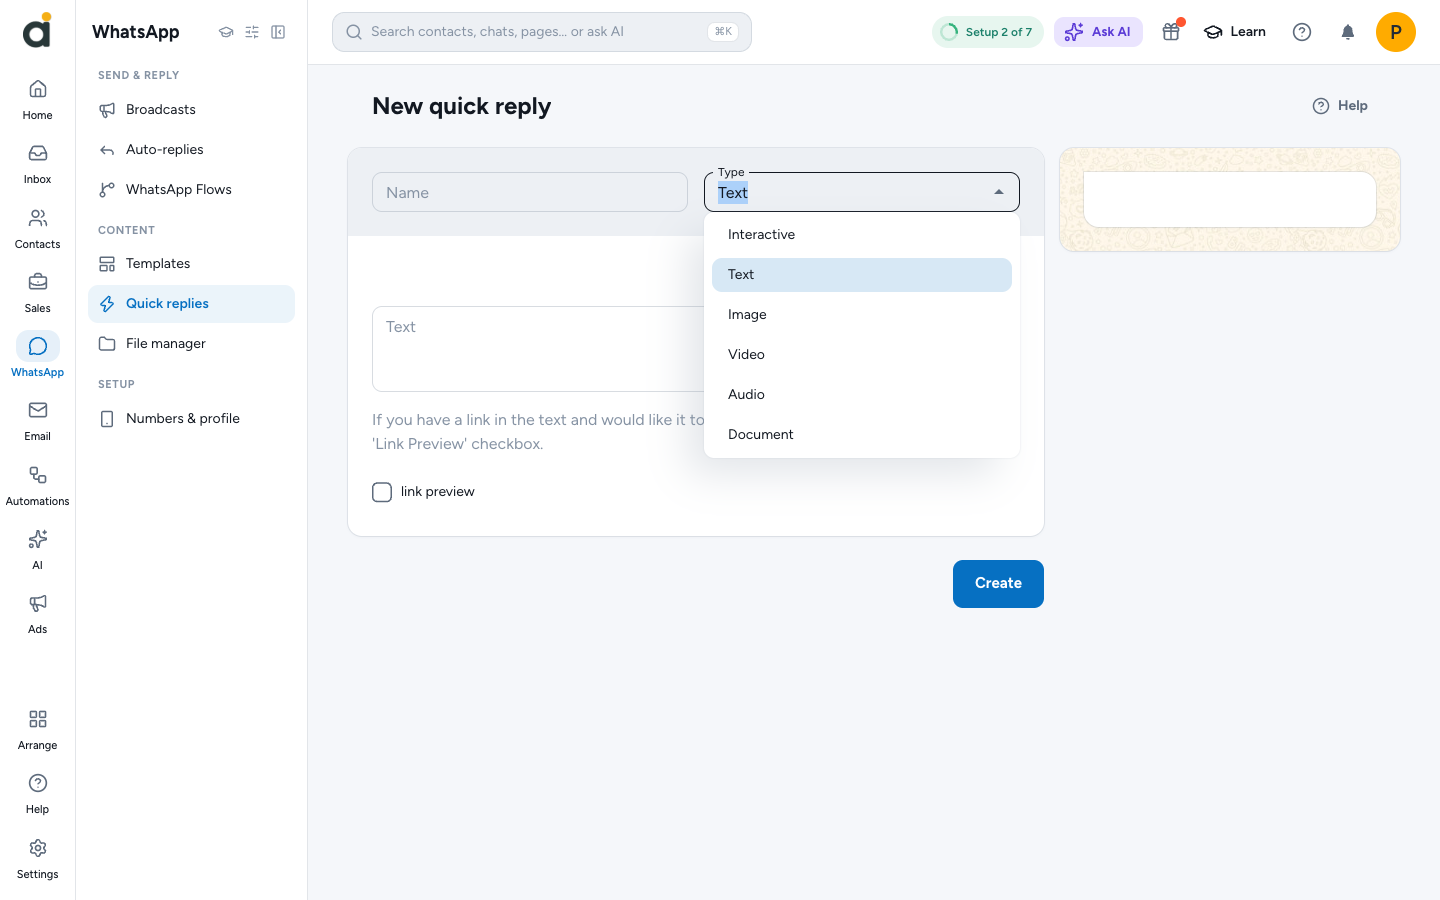 WhatsApp
Search contacts, chats, pages... or ask AI
⌘K
Setup 2 of 7
Ask AI
Learn
P
Home
Inbox
Contacts
Sales
WhatsApp
Email
Automations
AI
Ads
Arrange
Help
Settings
SEND & REPLY
Broadcasts
Auto-replies
WhatsApp Flows
CONTENT
Templates
Quick replies
File manager
SETUP
Numbers & profile
New quick reply
Help
Name
Type
Text
Interactive
Text
Image
Video
Audio
Document
Text
If you have a link in the text and would like it to
'Link Preview' checkbox.
link preview
Create